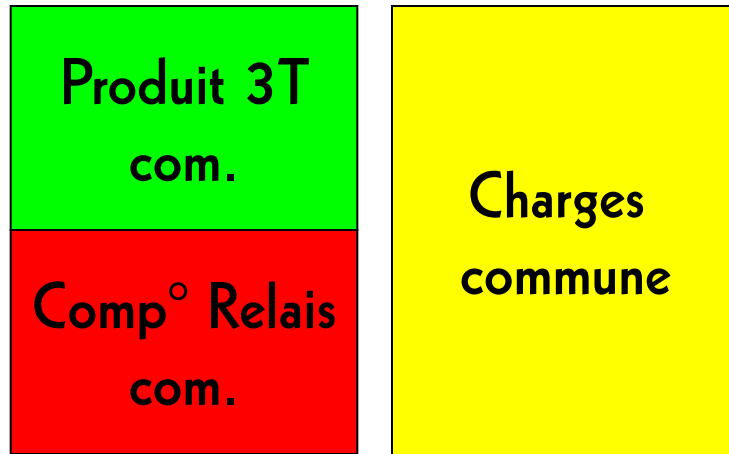 Produit 3T
com.
Comp° Relais
com.
Charges
commune